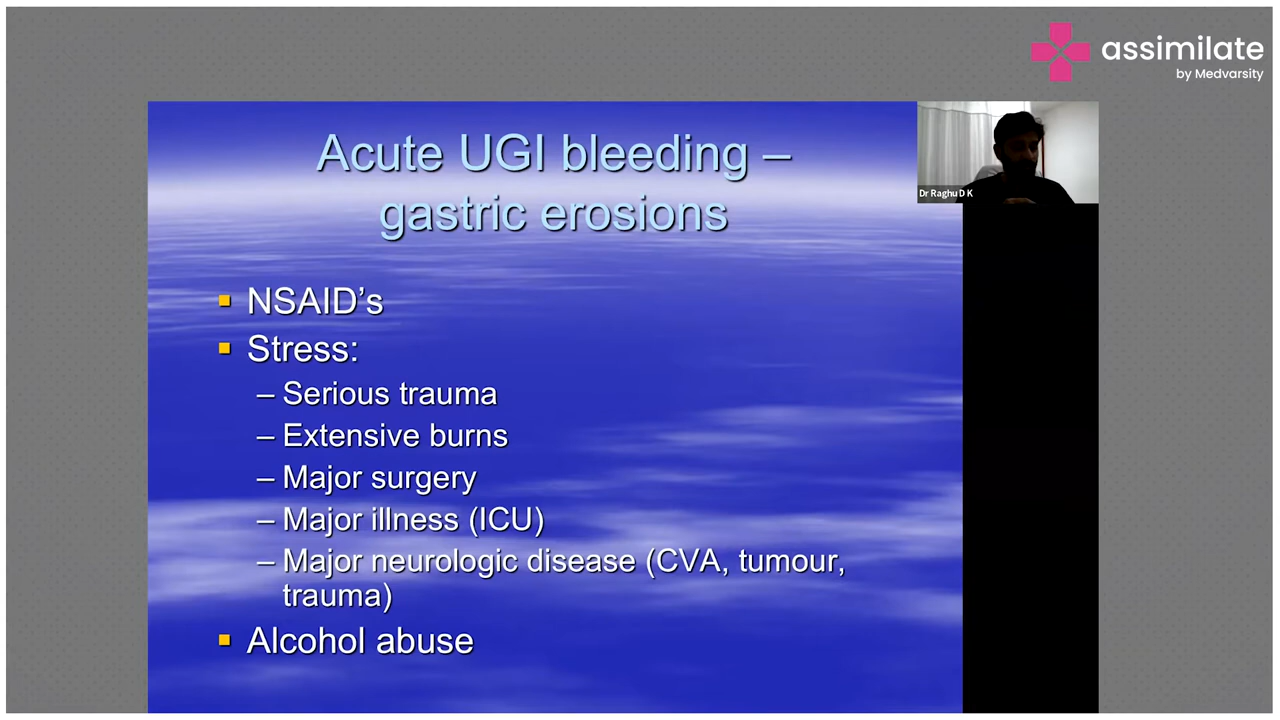 assimilate
by Medvarsity
Acute UGI bleeding –
gastric erosions
Dr Raghu D K
▪ NSAID’s
▪ Stress:
– Serious trauma
– Extensive burns
– Major surgery
– Major illness (ICU)
– Major neurologic disease (CVA, tumour,
trauma)
▪ Alcohol abuse